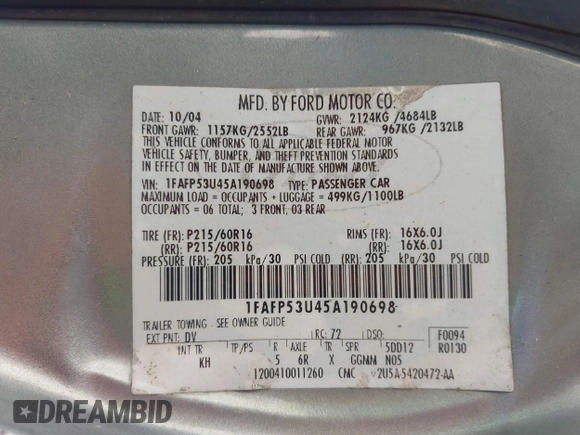 MFD. BY FORD MOTOR CO.
DATE: 10/04 GVWR: 2124KG /4684LB
FRONT GAWR: 1157KG/2552LB REAR GAWR: 967KG/2132LB
THIS VEHICLE CONFORMS TO ALL APPLICABLE FEDERAL MOTOR
VEHICLE SAFETY, BUMPER, AND THEFT PREVENTION STANDARDS
IN EFFECT ON THE DATE OF MANUFACTURE SHOWN ABOVE.
VIN: 1FAFP53U45A190698 TYPE: PASSENGER CAR
MAXIMUM LOAD = OCCUPANTS + LUGGAGE = 499KG/1100LB
OCCUPANTS = 06 TOTAL; 3 FRONT, 03 REAR
TIRE (FR): P215/60R16 RIMS (FR): 16X6.0J
(RR): P215/60R16 (RR): 16X6.0J
PRESSURE (FR): 205 kPa/30 PSI COLD (RR): 205 kPa/30 PSI COLD
1FAFP53U45A190698
TRAILER TOWING - SEE OWNER GUIDE
EXT PNT: DV RC: 72 DSO: F0094
INT TR TP/PS R AXLE TR SPR 5DD12 R0130
KH 5 6R X GGMM N05
1200410011260 CMC 2U5A-5420472-AA
DREAMBID